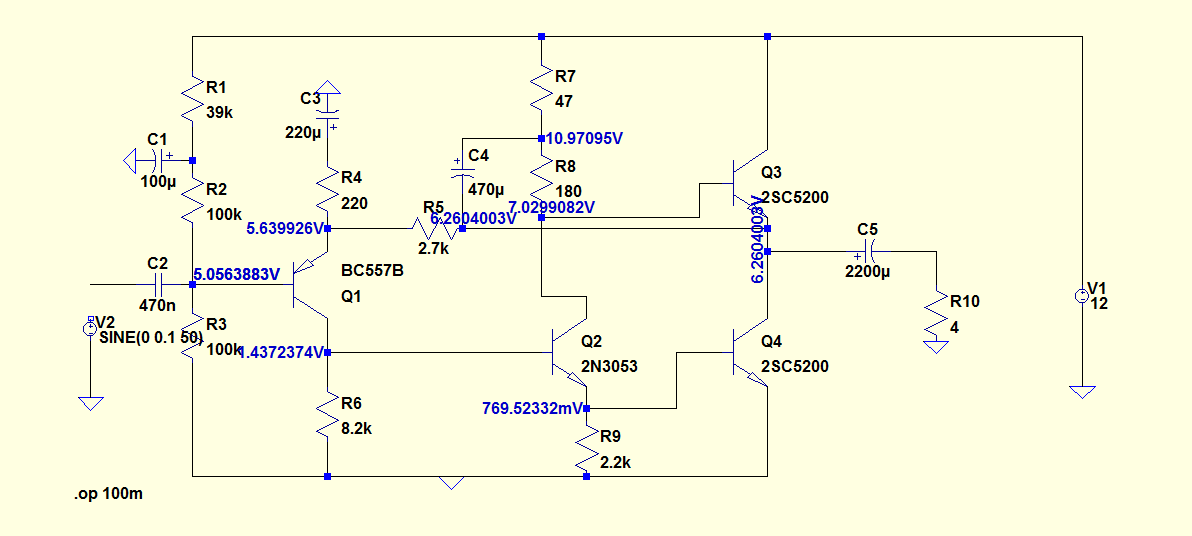 R1
39k
C3
220µ
R7
47
C1
100µ
10.97095V
C4
470µ
R8
180
R2
100k
R4
220
Q3
2SC5200
R5
2.7k
6.2604003V
7.0299082V
5.639926V
6.2604003V
C5
2200µ
C2
470n
5.0563883V
BC557B
Q1
V1
12
R10
4
V2
SINE(0 0.1 50)
R3
100k
1.4372374V
Q2
2N3053
Q4
2SC5200
R6
8.2k
769.52332mV
R9
2.2k
.op 100m